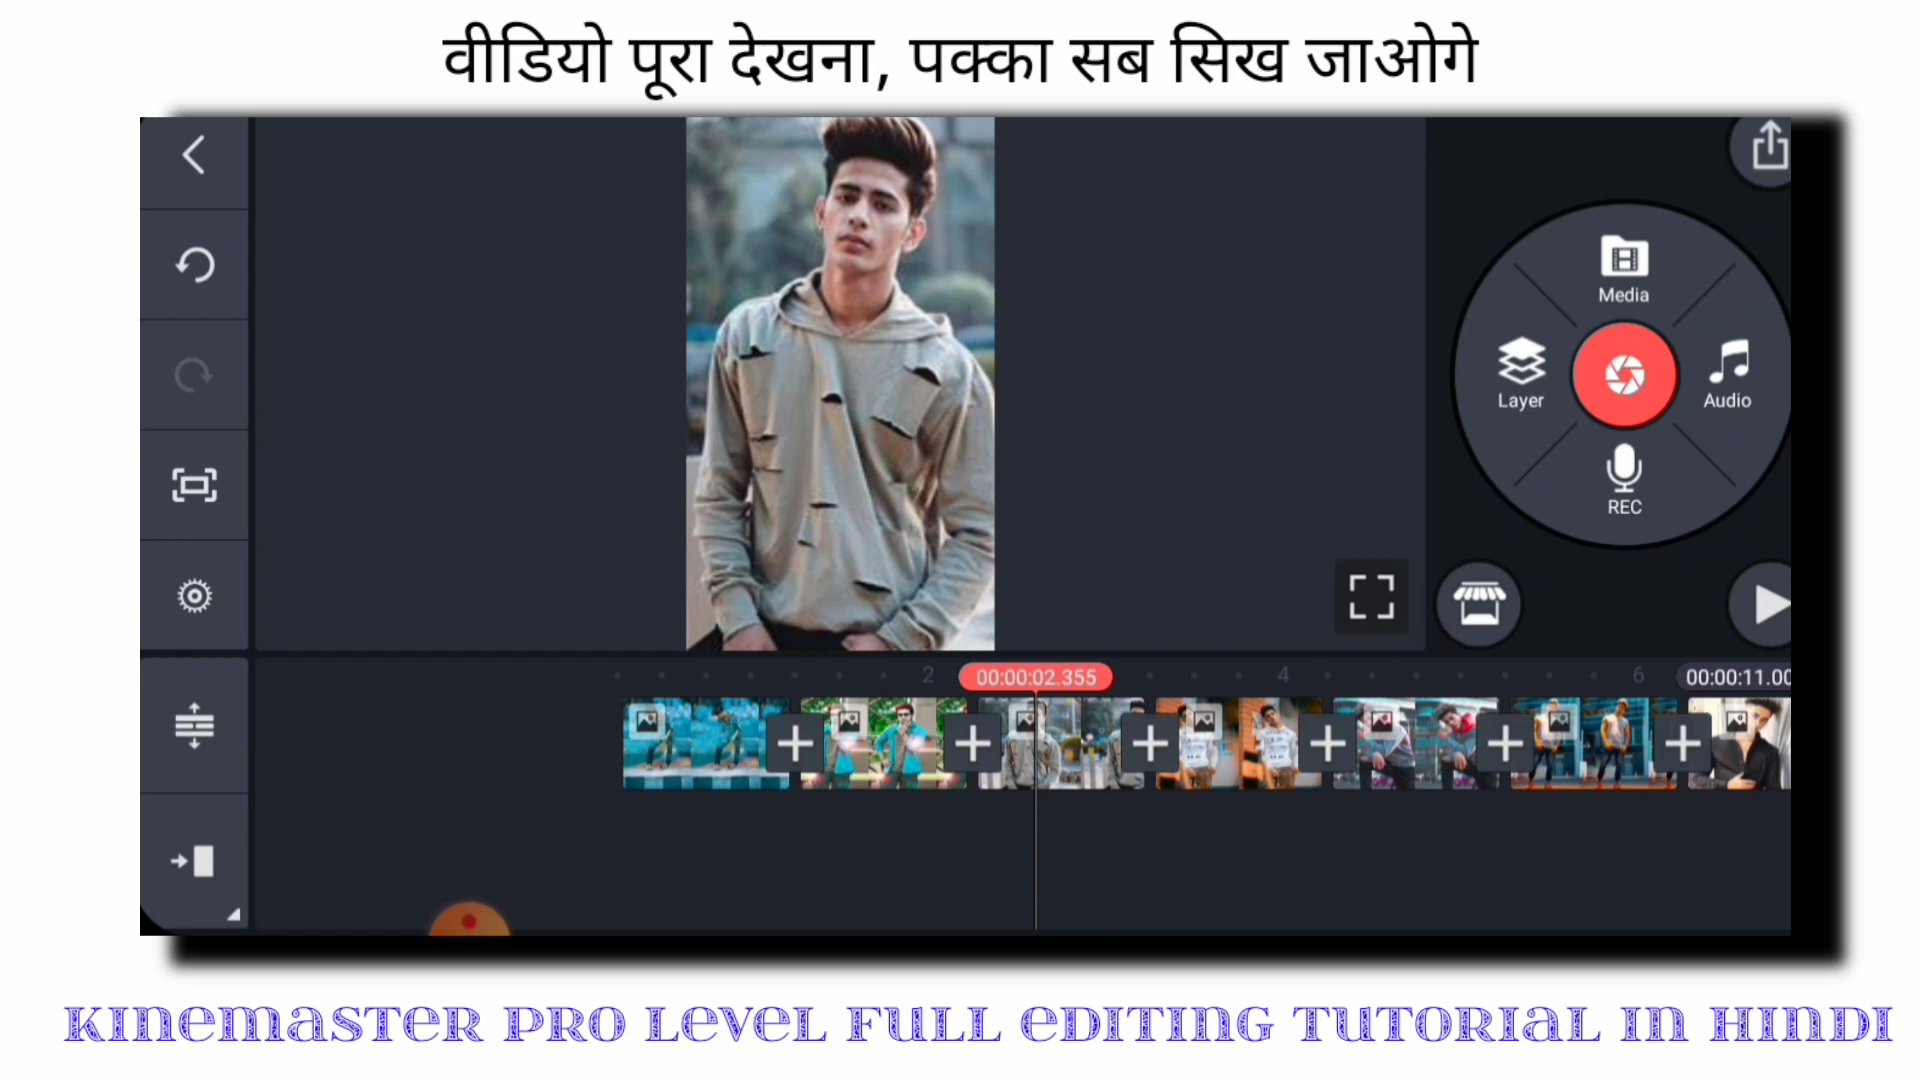 वीडियो पूरा देखना, पक्का सब सिख जाओगे
Media
Layer
Audio
REC
2
00:00:02.355
4
6
00:00:11.00
KINEMASTER PRO LEVEL FULL EDITING TUTORIAL IN HINDI